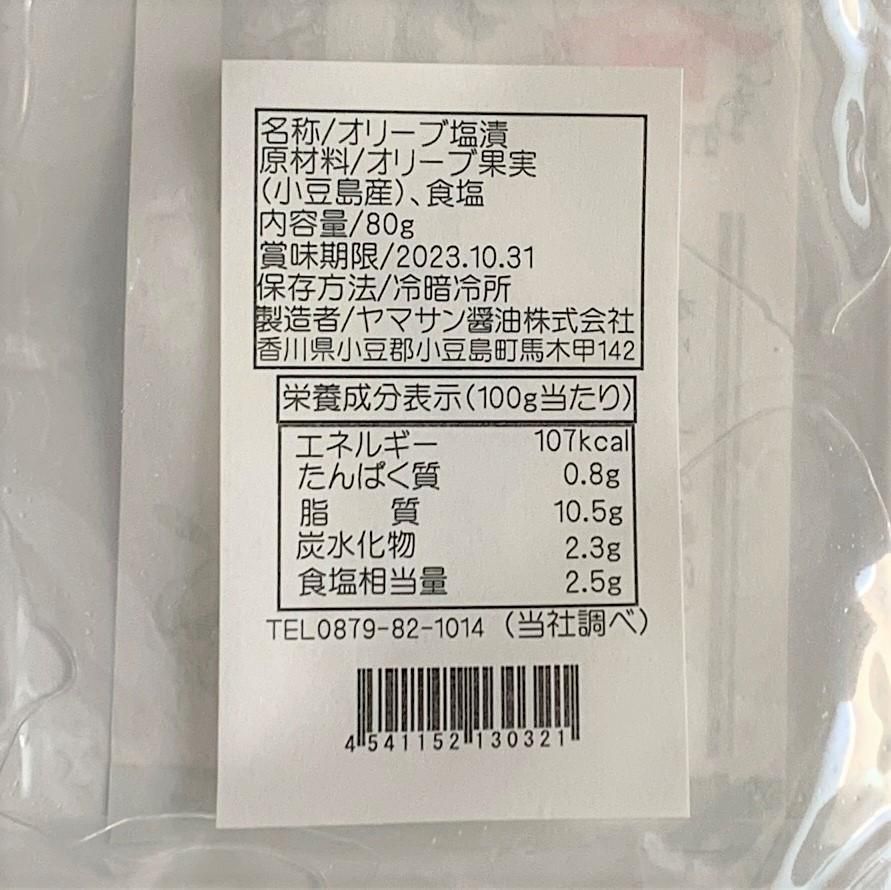 名称/オリーブ塩漬
原材料/オリーブ果実
(小豆島産)、食塩
内容量/80g
賞味期限/2023.10.31
保存方法/冷暗冷所
製造者/ヤマサン醤油株式会社
香川県小豆郡小豆島町馬木甲142
栄養成分表示(100g当たり)
エネルギー 107kcal
たんぱく質 0.8g
脂 質 10.5g
炭水化物 2.3g
食塩相当量 2.5g
TEL0879-82-1014 (当社調べ)
4541152130321